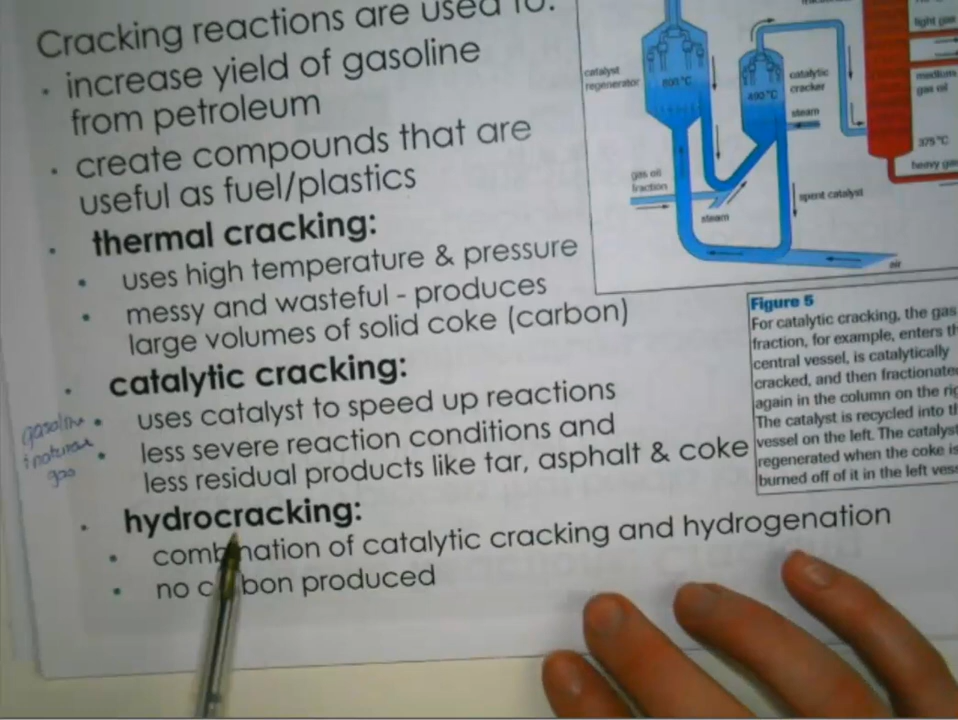 Cracking reactions are used to:
· increase yield of gasoline
from petroleum
· create compounds that are
useful as fuel/plastics
· thermal cracking:
• uses high temperature & pressure
• messy and wasteful - produces
large volumes of solid coke (carbon)
· catalytic cracking:
• uses catalyst to speed up reactions
• less severe reaction conditions and
less residual products like tar, asphalt & coke
· hydrocracking:
• combination of catalytic cracking and hydrogenation
• no carbon produced
gasoline
gas
catalyst
regenerator
catalytic
cracker
400 °C
steam
gas oil
fraction
steam
spent catalyst
air
light gas
medium
gas oil
375 °C
heavy gas
Figure 5
For catalytic cracking, the gas
fraction, for example, enters th
central vessel, is catalytically
cracked, and then fractionate
again in the column on the rig
The catalyst is recycled into th
vessel on the left. The catalyst
regenerated when the coke is
burned off of it in the left vess